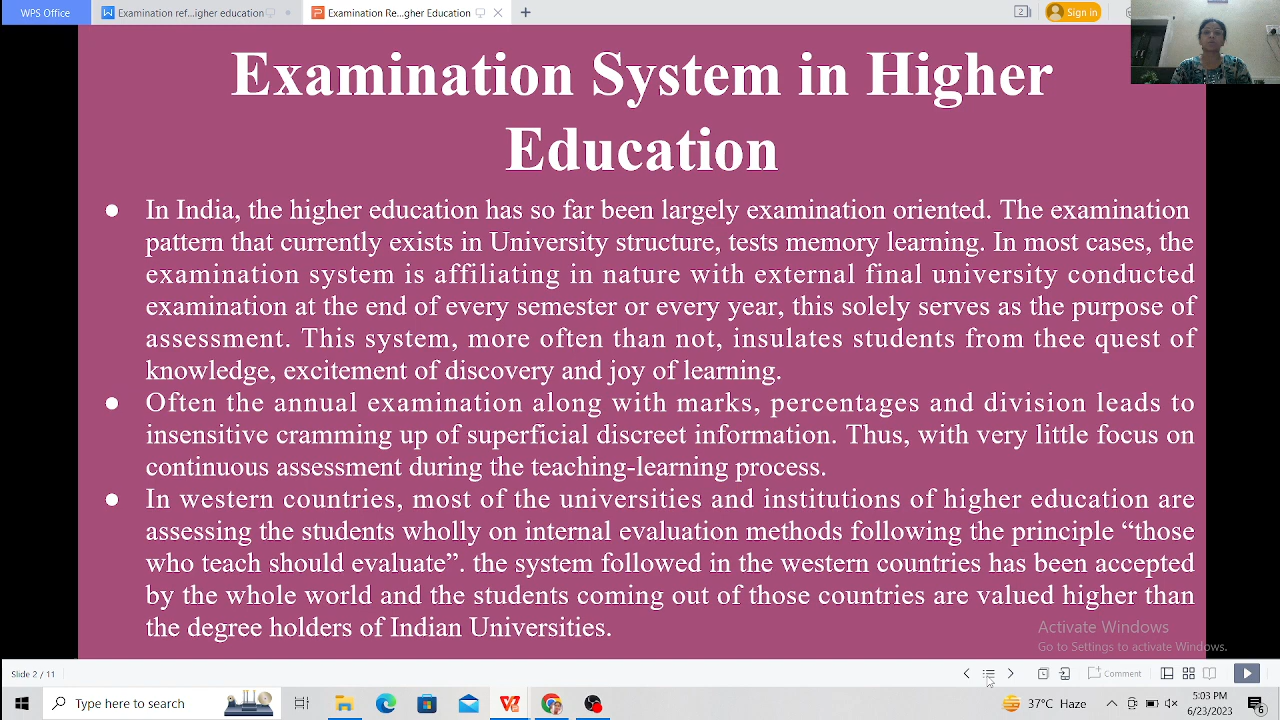 WPS Office
Examination ref...gher Education
Examination Re....gher Education
+
2
Sign in
Examination System in Higher
Education
● In India, the higher education has so far been largely examination oriented. The examination
pattern that currently exists in University structure, tests memory learning. In most cases, the
examination system is affiliating in nature with external final university conducted
examination at the end of every semester or every year, this solely serves as the purpose of
assessment. This system, more often than not, insulates students from thee quest of
knowledge, excitement of discovery and joy of learning.
● Often the annual examination along with marks, percentages and division leads to
insensitive cramming up of superficial discreet information. Thus, with very little focus on
continuous assessment during the teaching-learning process.
● In western countries, most of the universities and institutions of higher education are
assessing the students wholly on internal evaluation methods following the principle “those
who teach should evaluate”. the system followed in the western countries has been accepted
by the whole world and the students coming out of those countries are valued higher than
the degree holders of Indian Universities.
Activate Windows
Go to Settings to activate Windows.
Slide 2 / 11
Comment
Type here to search
37°C Haze
5:03 PM
6/23/2023
6